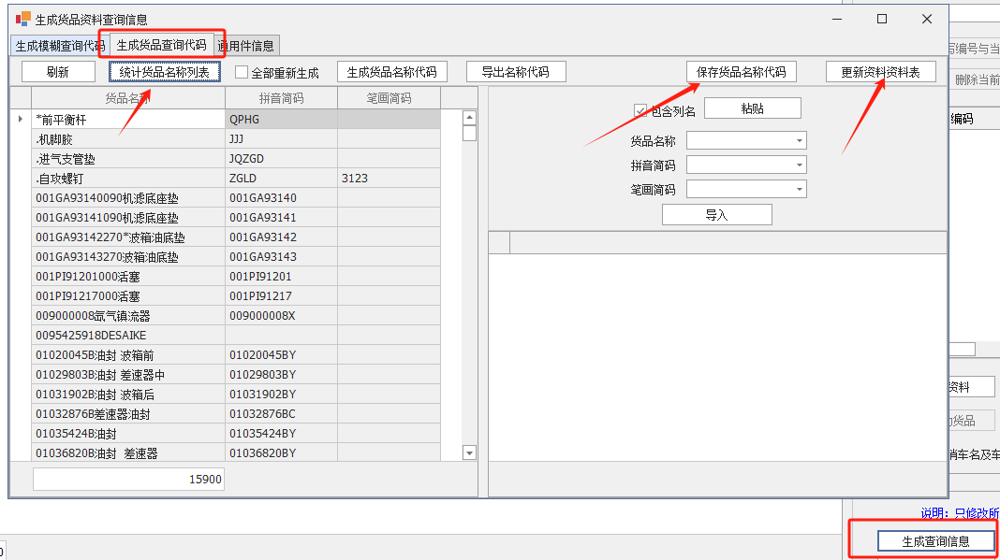 生成货品资料查询信息
生成模糊查询代码 生成货品查询代码 通用件信息
刷新 统计货品名称列表 全部重新生成 生成货品名称代码 导出名称代码 保存货品名称代码 更新资料资料表
货品名称 拼音简码 笔画简码
*前平衡杆 QPHG
.机脚胶 JJJ
.进气支管垫 JQZGD
.自攻螺钉 ZGLD 3123
001GA93140090机滤底座垫 001GA93140
001GA93141090机滤底座垫 001GA93141
001GA93142270*波箱油底垫 001GA93142
001GA93143270波箱油底垫 001GA93143
001PI91201000活塞 001PI91201
001PI91217000活塞 001PI91217
009000008氙气镇流器 009000008X
0095425918DESAIKE
01020045B油封 波箱前 01020045BY
01029803B油封 差速器中 01029803BY
01031902B油封 波箱后 01031902BY
01032876B差速器油封 01032876BC
01035424B油封 01035424BY
01036820B油封 差速器 01036820BY
15900
包含列名 粘贴
货品名称
拼音简码
笔画简码
导入
编号与当
删除当前
编码
资料
货品
销车名及车
说明：只修改所
生成查询信息